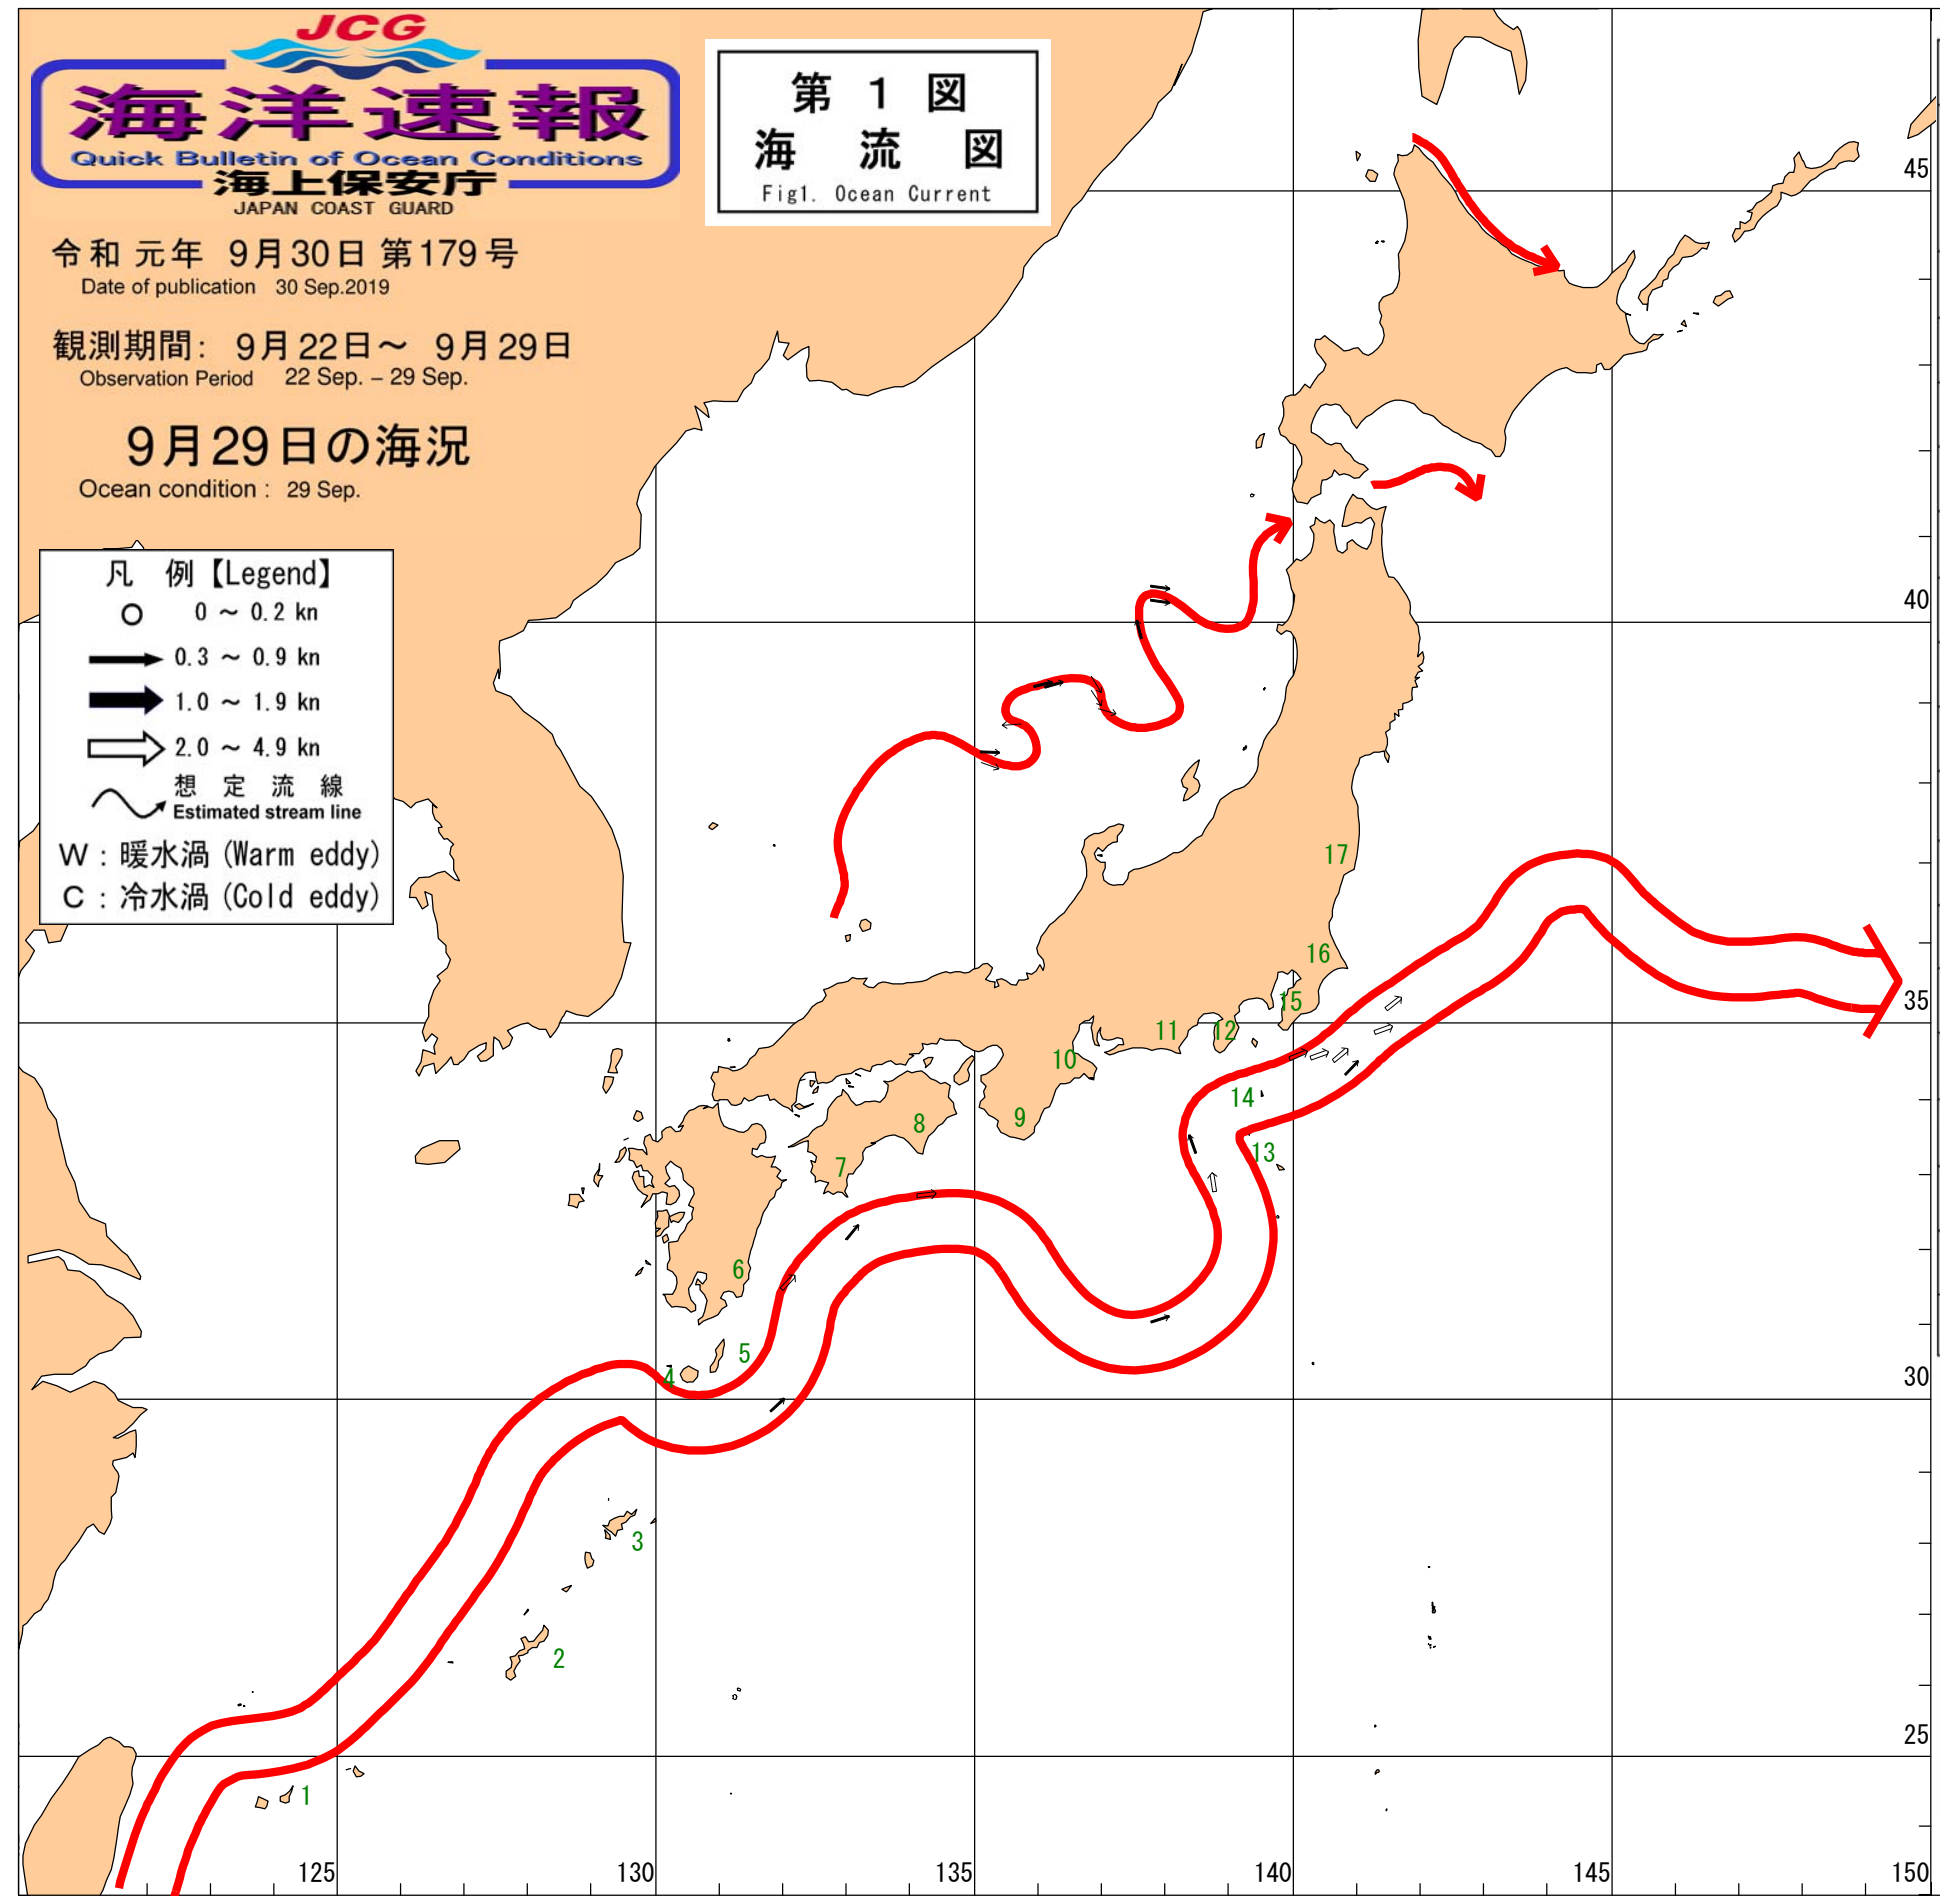 JCG
海洋速報
Quick Bulletin of Ocean Conditions
海上保安庁
JAPAN COAST GUARD
令和 元年 9月30日 第179号
Date of publication 30 Sep.2019
観測期間: 9月22日～ 9月29日
Observation Period 22 Sep. – 29 Sep.
9月29日の海況
Ocean condition : 29 Sep.
第 1 図
海 流 図
Fig1. Ocean Current
凡 例【Legend】
0 ～ 0.2 kn
0.3 ～ 0.9 kn
1.0 ～ 1.9 kn
2.0 ～ 4.9 kn
想 定 流 線
Estimated stream line
W : 暖水渦 (Warm eddy)
C : 冷水渦 (Cold eddy)
45
40
17
16
35
15
12
11
10
14
9
8
13
7
6
5
4
30
3
2
25
1
125
130
135
140
145
150